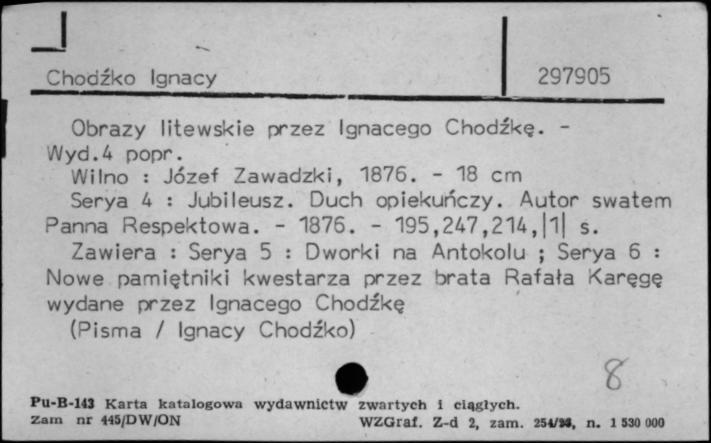 Chodźko Ignacy
297905
Obrazy litewskie przez Ignacego Chodźkę. -
Wyd.4 popr.
Wilno : Józef Zawadzki, 1876. - 18 cm
Serya 4 : Jubileusz. Duch opiekuńczy. Autor swatem
Panna Respektowa. - 1876. - 195,247,214,|1| s.
Zawiera : Serya 5 : Dworki na Antokolu ; Serya 6 :
Nowe pamiętniki kwestarza przez brata Rafała Karęgę
wydane przez Ignacego Chodźkę
(Pisma / Ignacy Chodźko)
8
Pu-B-143 Karta katalogowa wydawnictw zwartych i ciągłych.
Zam nr 445/DW/ON WZGraf. Z-d 2, zam. n. 1 530 000